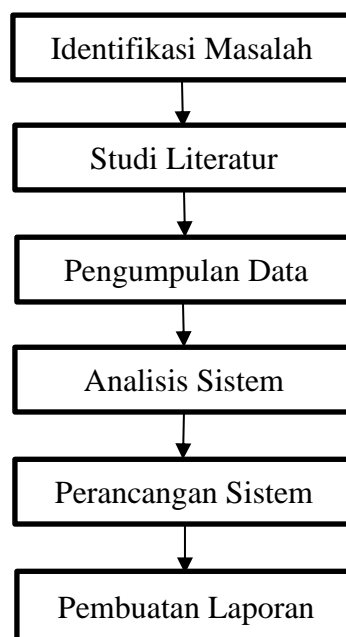 Identifikasi Masalah
Studi Literatur
Pengumpulan Data
Analisis Sistem
Perancangan Sistem
Pembuatan Laporan